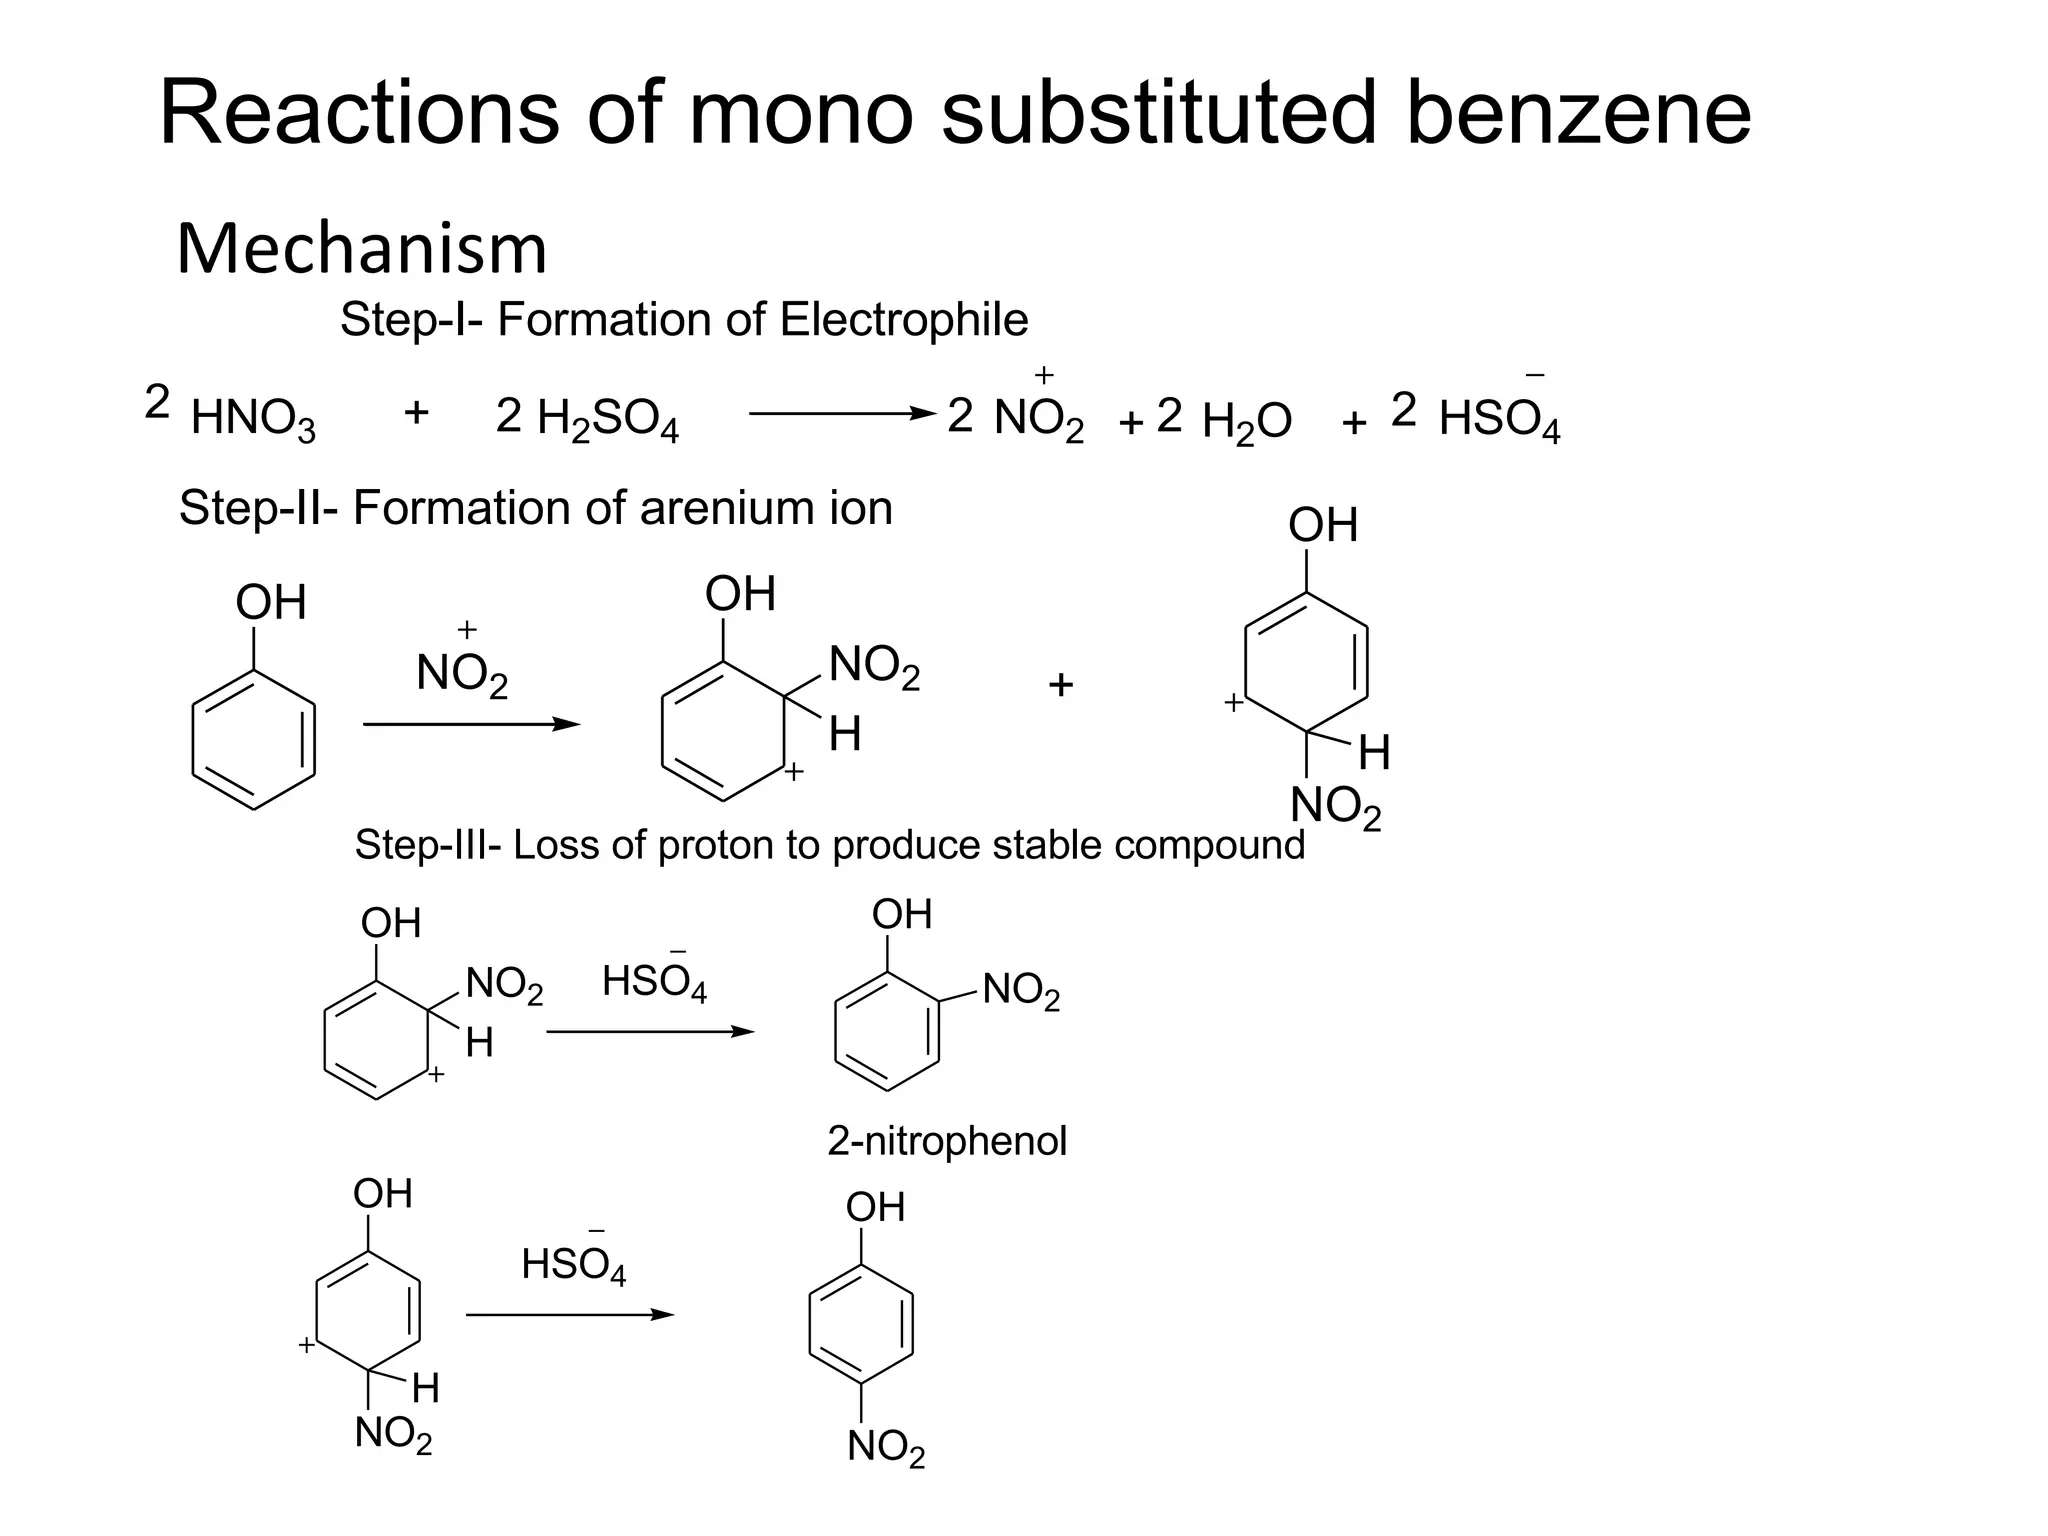 Reactions of mono substituted benzene
Mechanism
Step-I- Formation of Electrophile
2 HNO₃ + 2 H₂SO₄ 2 NO₂⁺ + 2 H₂O + 2 HSO₄⁻
Step-II- Formation of arenium ion
OH
OH
OH
NO₂⁺
NO₂
H
+
+
+
H
NO₂
Step-III- Loss of proton to produce stable compound
OH
NO₂
H
+
HSO₄⁻
OH
NO₂
2-nitrophenol
OH
+
H
NO₂
HSO₄⁻
OH
NO₂